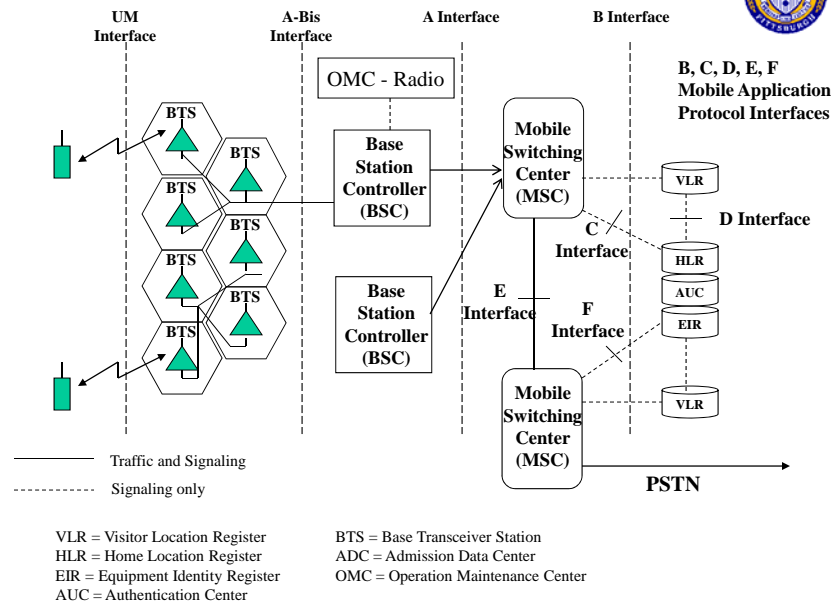 UM
Interface
A-Bis
Interface
A Interface
B Interface
PITTSBURGH
B, C, D, E, F
Mobile Application
Protocol Interfaces
OMC - Radio
BTS
BTS
BTS
BTS
BTS
BTS
BTS
Base
Station
Controller
(BSC)
Mobile
Switching
Center
(MSC)
VLR
D Interface
C
Interface
HLR
AUC
EIR
Base
Station
Controller
(BSC)
E
Interface
F
Interface
Mobile
Switching
Center
(MSC)
VLR
PSTN
Traffic and Signaling
Signaling only
VLR = Visitor Location Register
HLR = Home Location Register
EIR = Equipment Identity Register
AUC = Authentication Center
BTS = Base Transceiver Station
ADC = Admission Data Center
OMC = Operation Maintenance Center